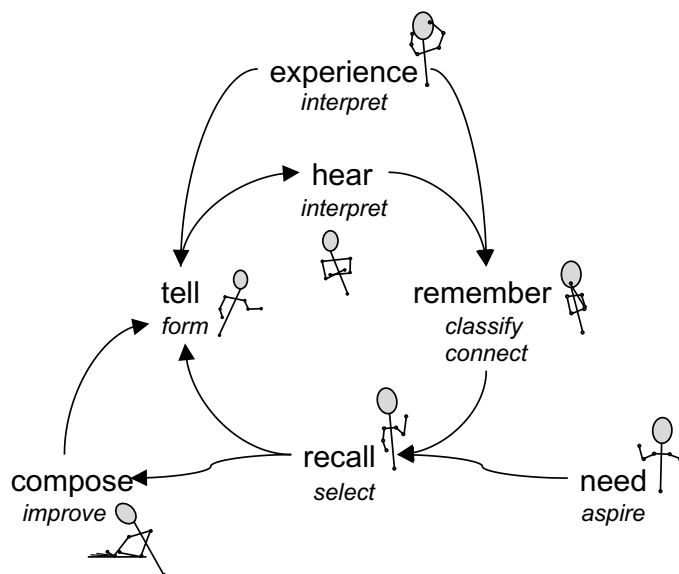 experience
interpret
hear
interpret
tell
form
remember
classify
connect
recall
select
compose
improve
need
aspire